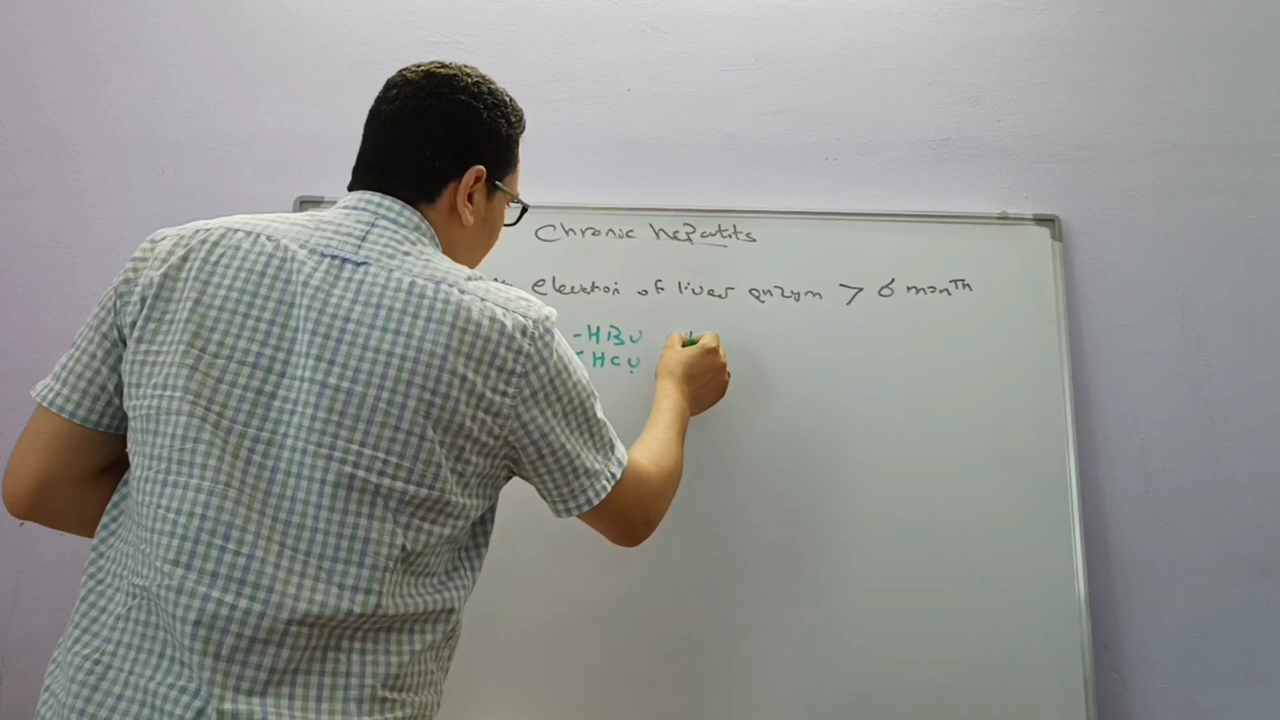 Chronic hepatits
elevation of liver enzym > 6 month
- HBV
- HCV